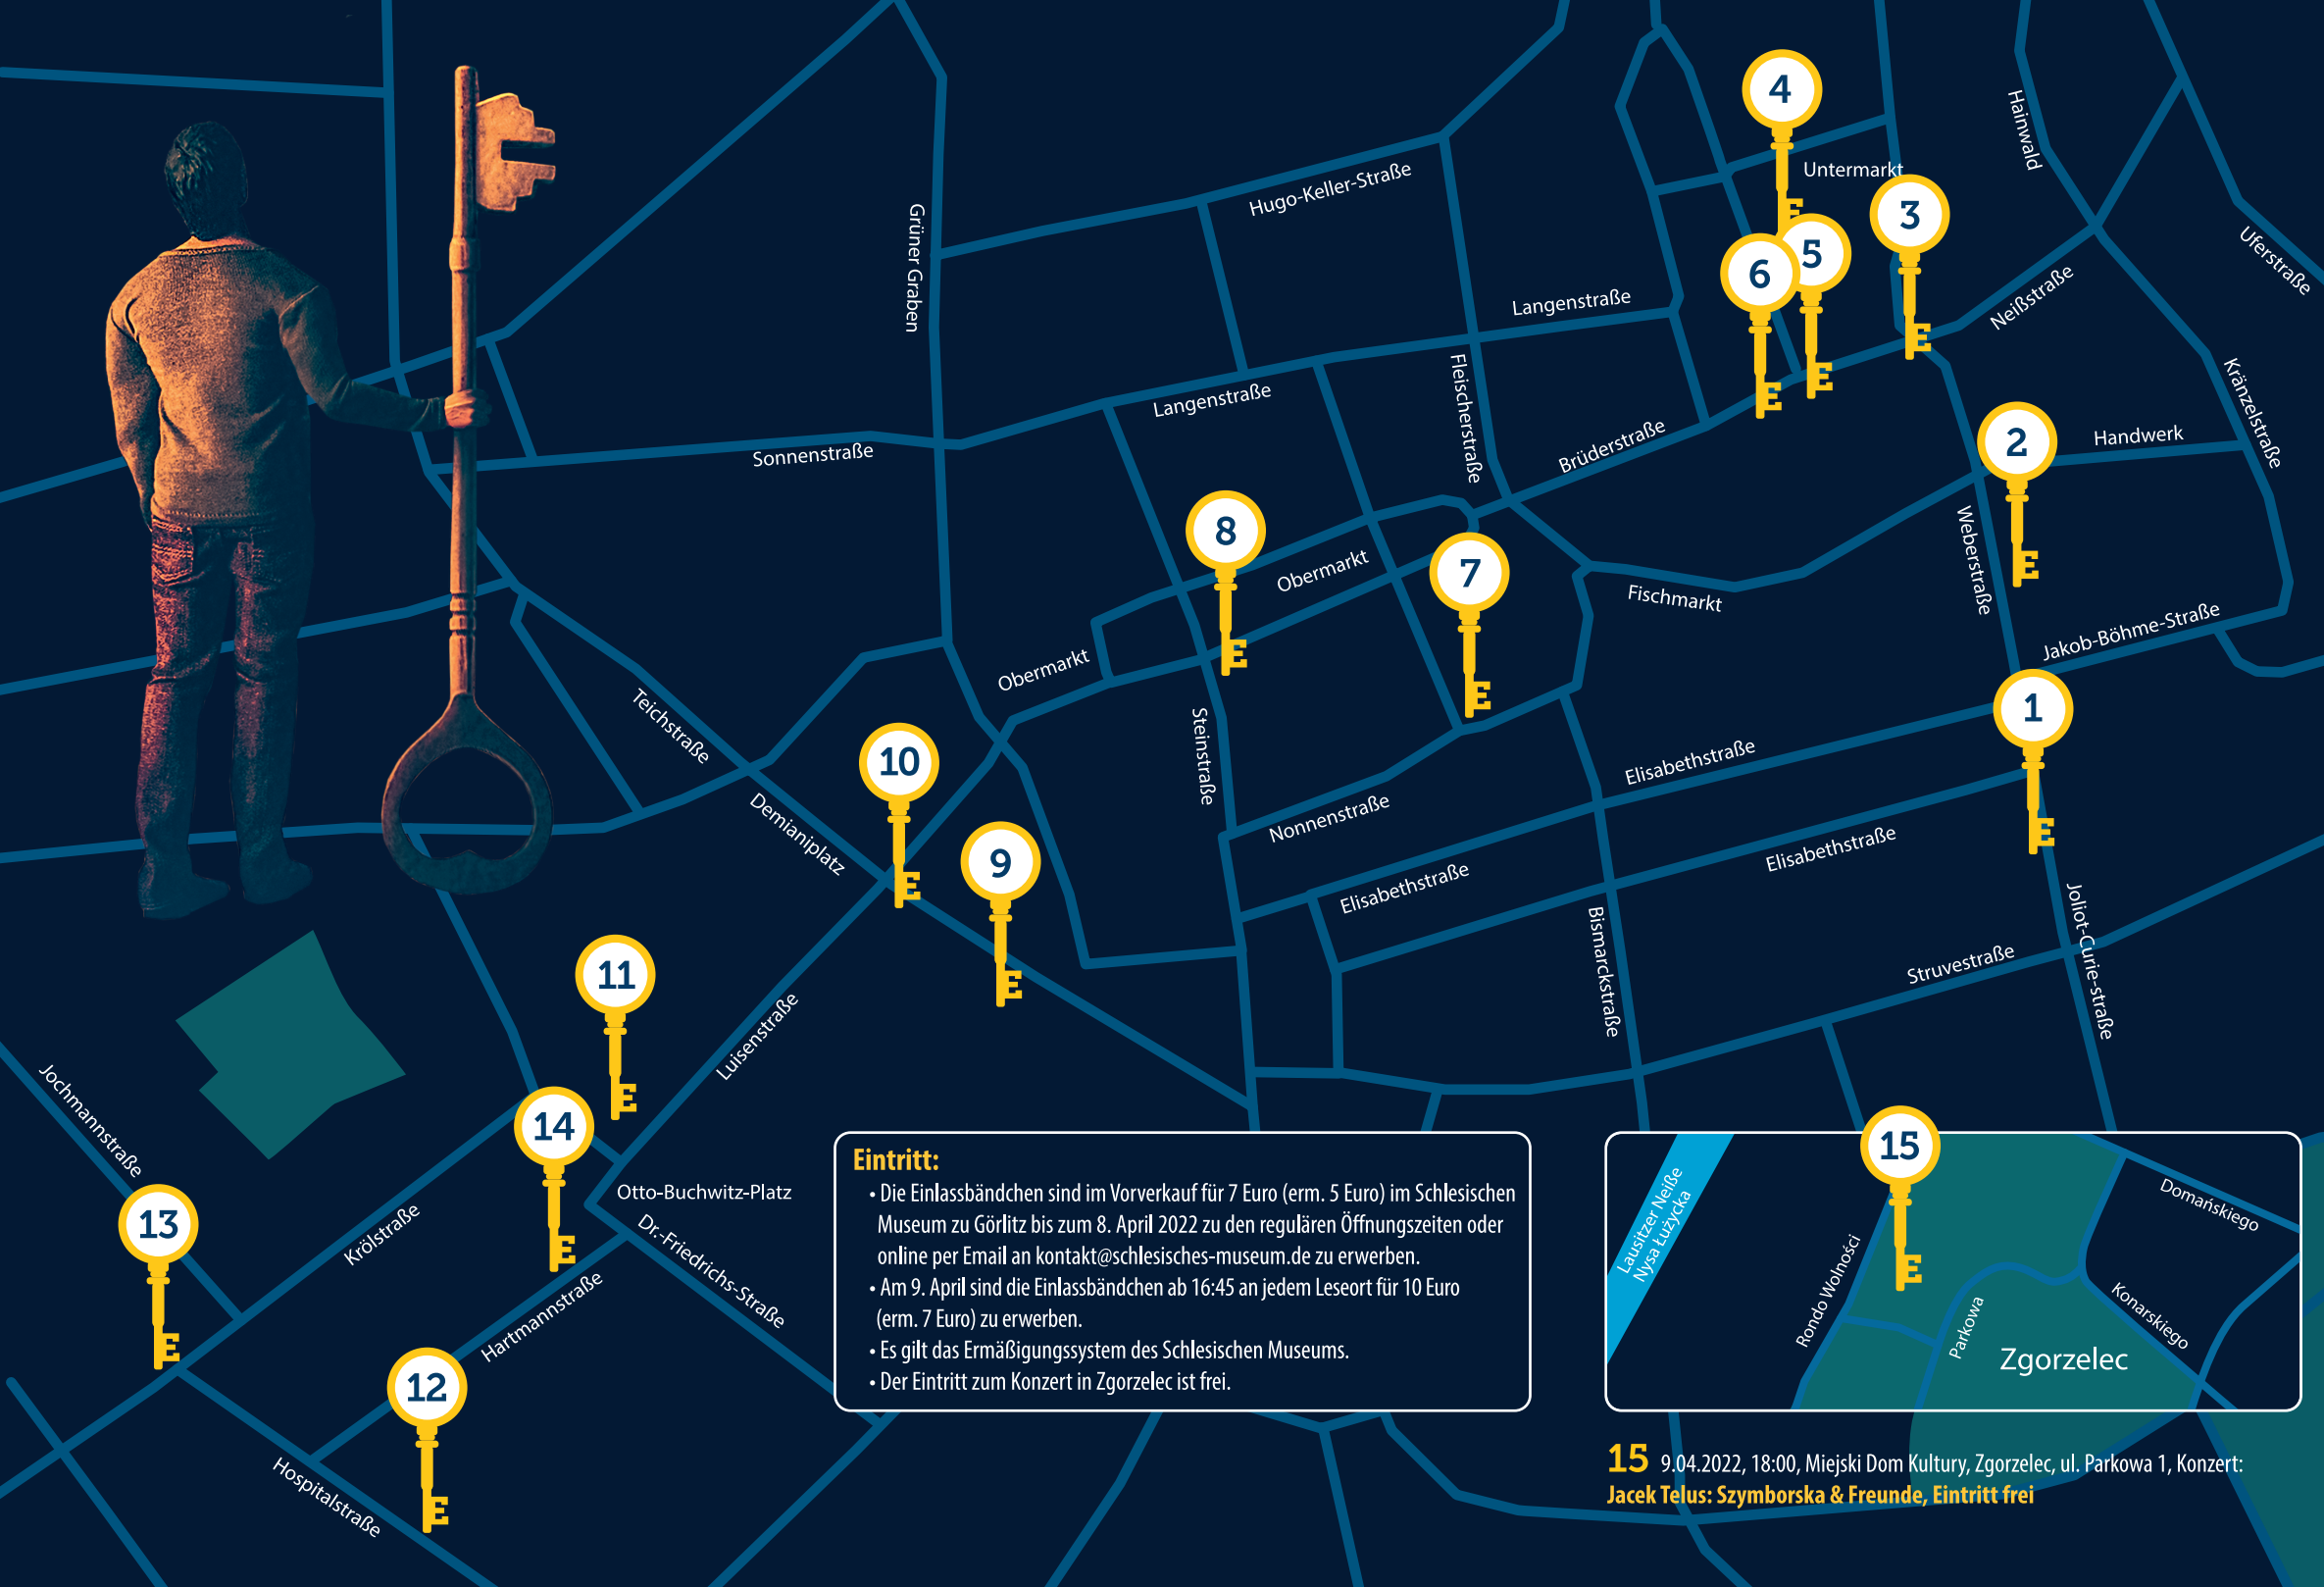 4
Untermarkt
Hainwald
3
5
6
Uferstraße
Hugo-Keller-Straße
Grüner Graben
Langenstraße
Neißstraße
Langenstraße
Fleischerstraße
Kränzelstraße
2
Handwerk
Sonnenstraße
Brüderstraße
8
Obermarkt
7
Weberstraße
Fischmarkt
Jakob-Böhme-Straße
Obermarkt
Teichstraße
Steinstraße
1
10
Elisabethstraße
Demianiplatz
Nonnenstraße
9
Elisabethstraße
Elisabethstraße
Bismarckstraße
Joliot-Curie-straße
11
Struvestraße
Luisenstraße
Jochmannstraße
14
13
Otto-Buchwitz-Platz
Krölstraße
Dr.-Friedrichs-Straße
Hartmannstraße
12
Hospitalstraße
Eintritt:
• Die Einlassbändchen sind im Vorverkauf für 7 Euro (erm. 5 Euro) im Schlesischen
Museum zu Görlitz bis zum 8. April 2022 zu den regulären Öffnungszeiten oder
online per Email an kontakt@schlesisches-museum.de zu erwerben.
• Am 9. April sind die Einlassbändchen ab 16:45 an jedem Leseort für 10 Euro
(erm. 7 Euro) zu erwerben.
• Es gilt das Ermäßigungssystem des Schlesischen Museums.
• Der Eintritt zum Konzert in Zgorzelec ist frei.
15
Lausitzer Neiße
Nysa Łużycka
Domańskiego
Rondo Wolności
Parkowa
Konarskiego
Zgorzelec
15 9.04.2022, 18:00, Miejski Dom Kultury, Zgorzelec, ul. Parkowa 1, Konzert:
Jacek Telus: Szymborska & Freunde, Eintritt frei